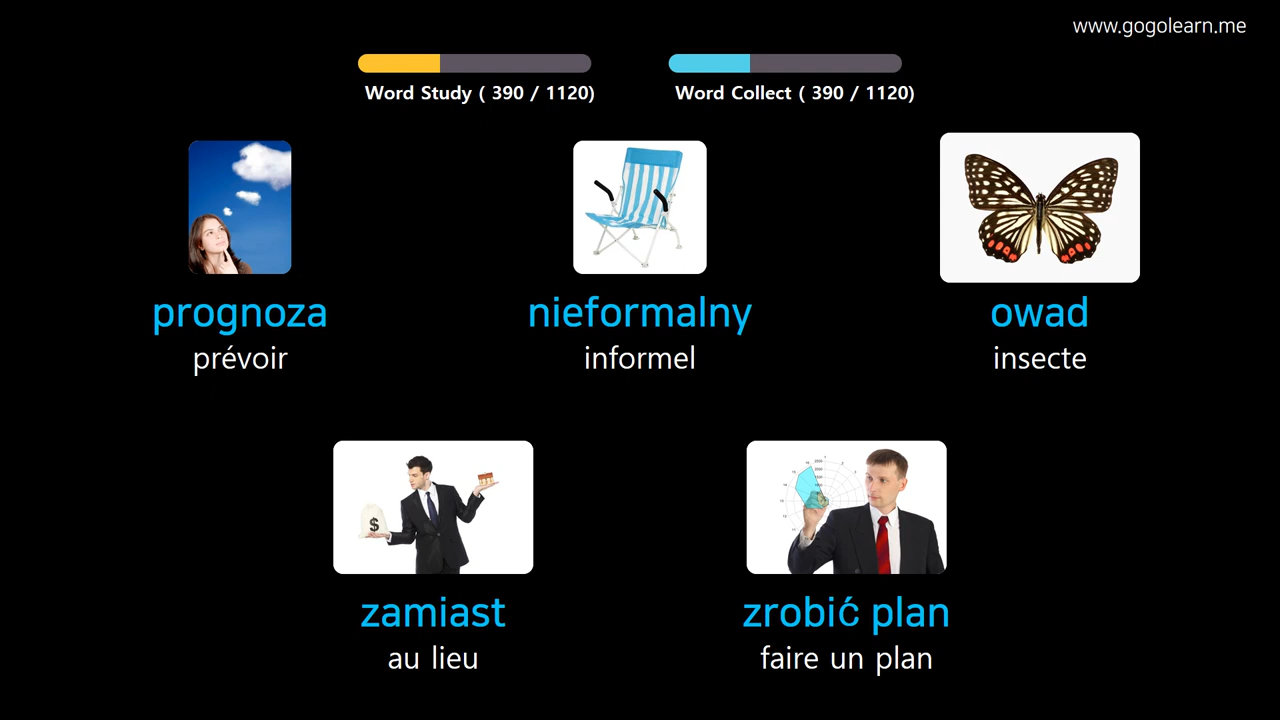 www.gogolearn.me
Word Study ( 390 / 1120)
Word Collect ( 390 / 1120)
prognoza
prévoir
nieformalny
informel
owad
insecte
$
zamiast
au lieu
zrobić plan
faire un plan